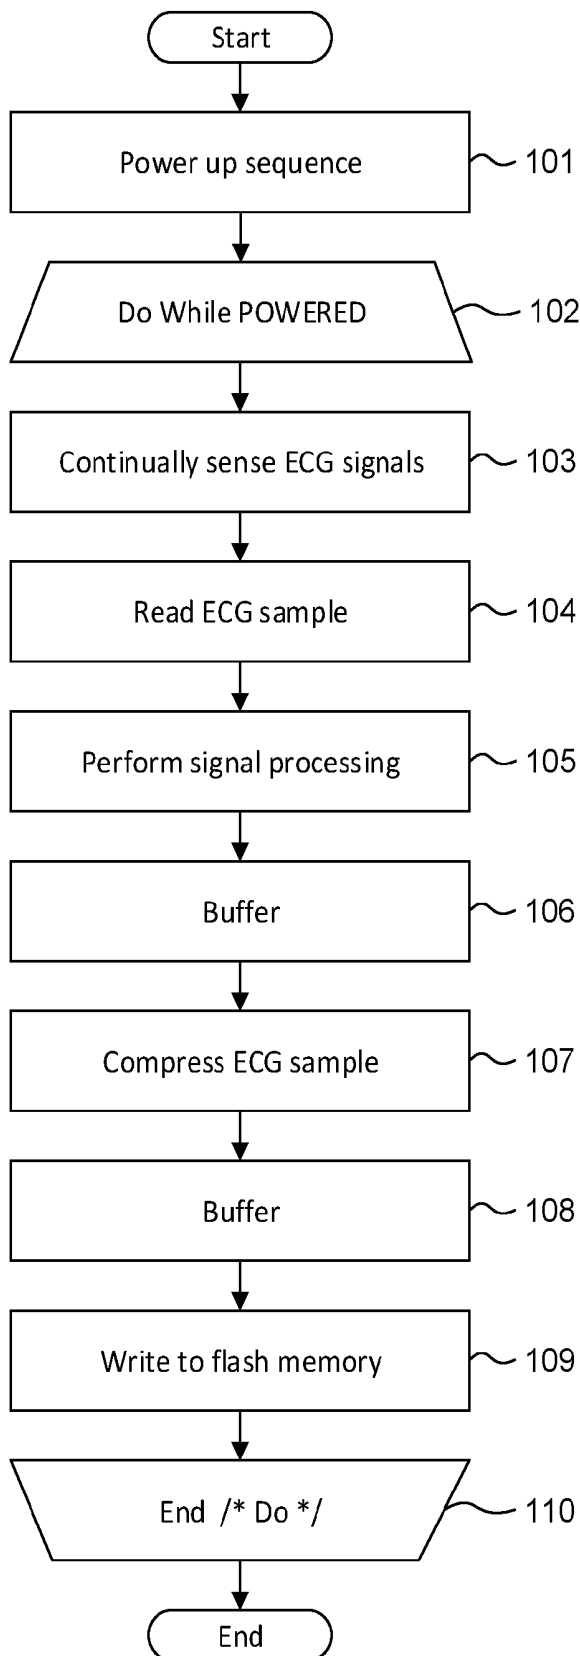 Start
Power up sequence 101
Do While POWERED 102
Continually sense ECG signals 103
Read ECG sample 104
Perform signal processing 105
Buffer 106
Compress ECG sample 107
Buffer 108
Write to flash memory 109
End /* Do */ 110
End